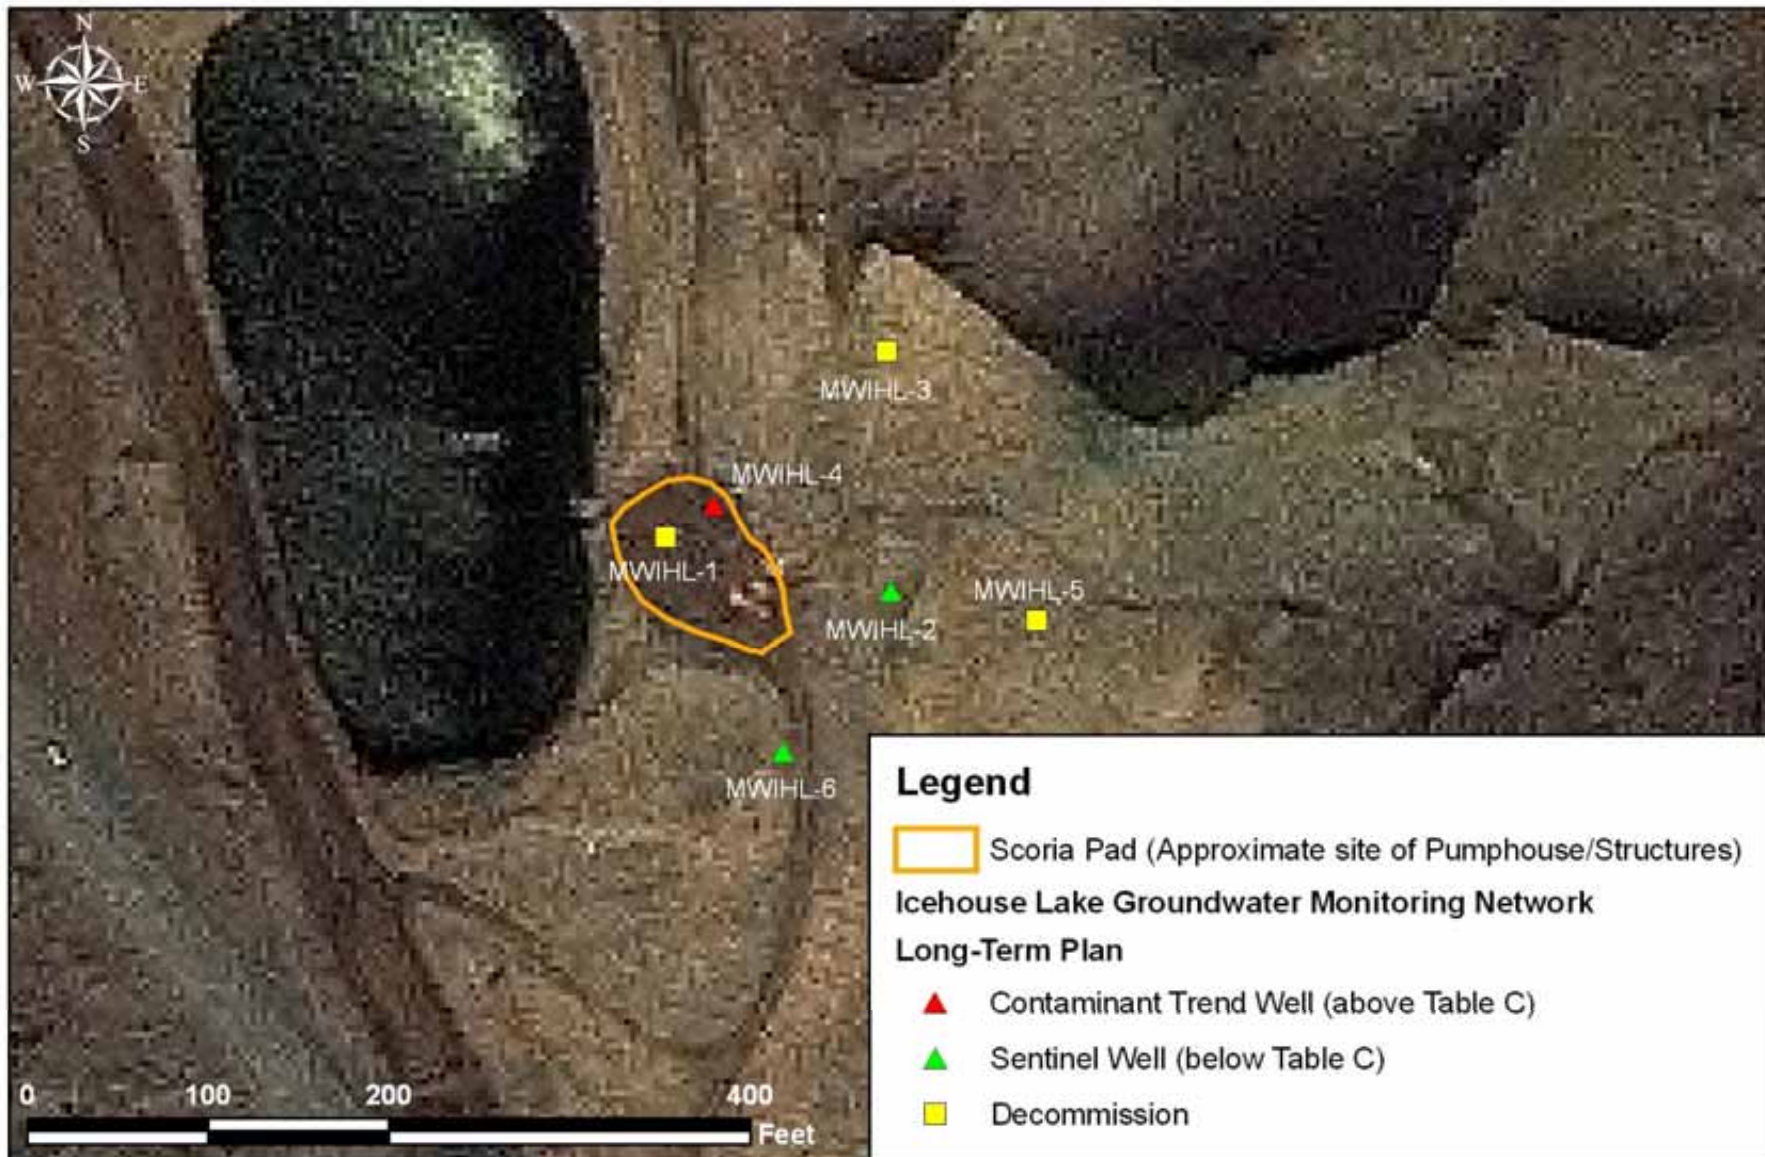 N
W E
S
MWIHL-3
MWIHL-4
MWIHL-1
MWIHL-5
MWIHL-2
MWIHL-6
Legend
Scoria Pad (Approximate site of Pumphouse/Structures)
Icehouse Lake Groundwater Monitoring Network
Long-Term Plan
Contaminant Trend Well (above Table C)
Sentinel Well (below Table C)
Decommission
0 100 200 400
Feet